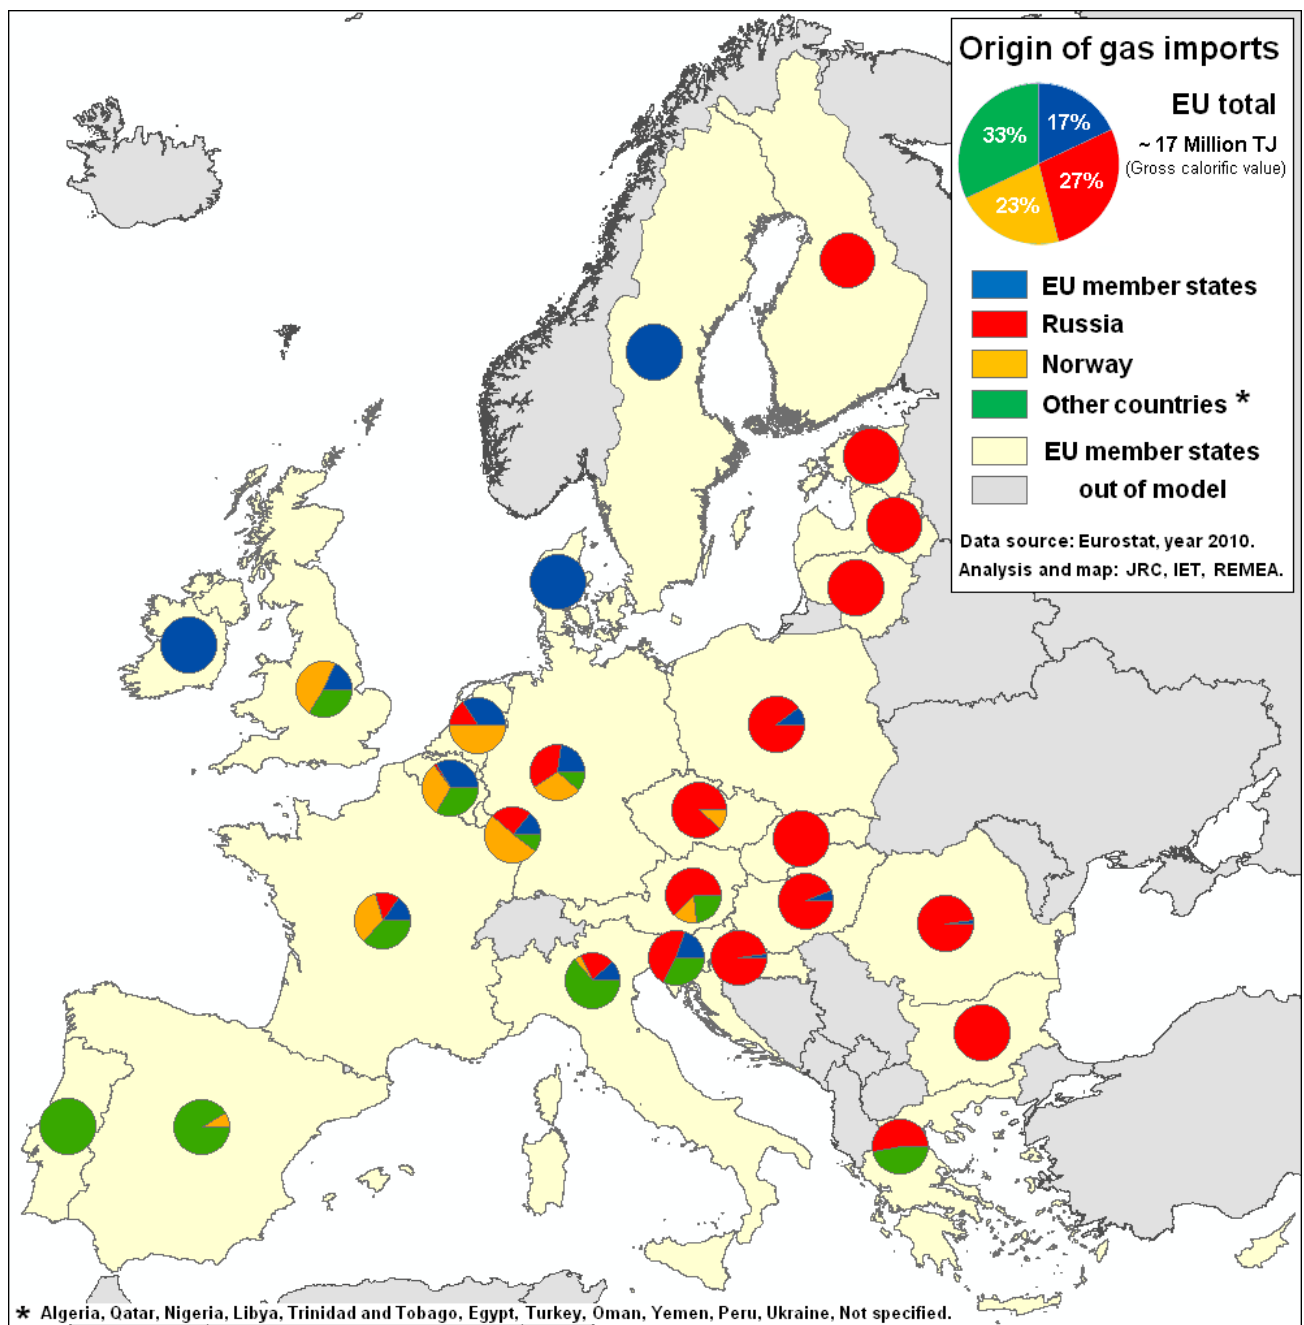 Origin of gas imports
EU total
~ 17 Million TJ
(Gross calorific value)
33%
17%
27%
23%
EU member states
Russia
Norway
Other countries *
EU member states
out of model
Data source: Eurostat, year 2010.
Analysis and map: JRC, IET, REMEA.
* Algeria, Qatar, Nigeria, Libya, Trinidad and Tobago, Egypt, Turkey, Oman, Yemen, Peru, Ukraine, Not specified.